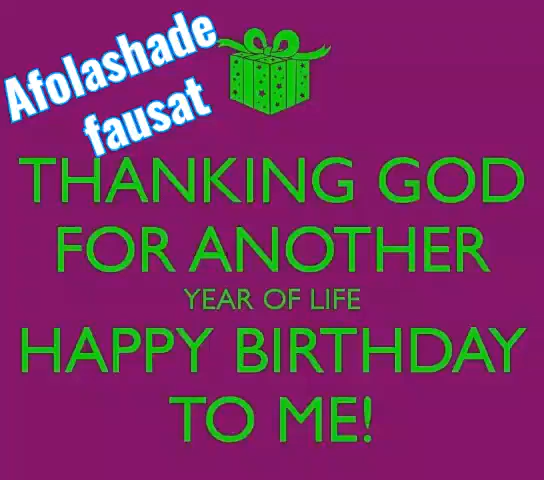 Afolashade
fausat
THANKING GOD
FOR ANOTHER
YEAR OF LIFE
HAPPY BIRTHDAY
TO ME!